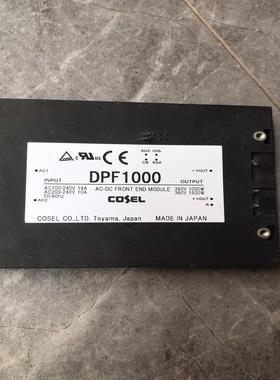 AUX IOG
CB ENA
AC1
-VOUT
DPF1000
INPUT
OUTPUT
AC100-240V 14A
AC200-240V 10A
50-60Hz
AC-DC FRONT END MODULE
360V 1000W
360V 1500W
AC2
COSEL
+VOUT
R
COSEL CO.,LTD. Toyama, Japan
MADE IN JAPAN